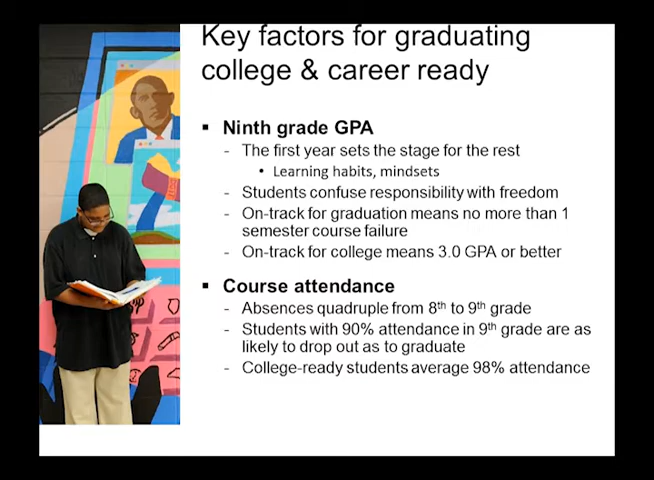 Key factors for graduating
college & career ready
▪ Ninth grade GPA
- The first year sets the stage for the rest
• Learning habits, mindsets
- Students confuse responsibility with freedom
- On-track for graduation means no more than 1
semester course failure
- On-track for college means 3.0 GPA or better
▪ Course attendance
- Absences quadruple from 8th to 9th grade
- Students with 90% attendance in 9th grade are as
likely to drop out as to graduate
- College-ready students average 98% attendance